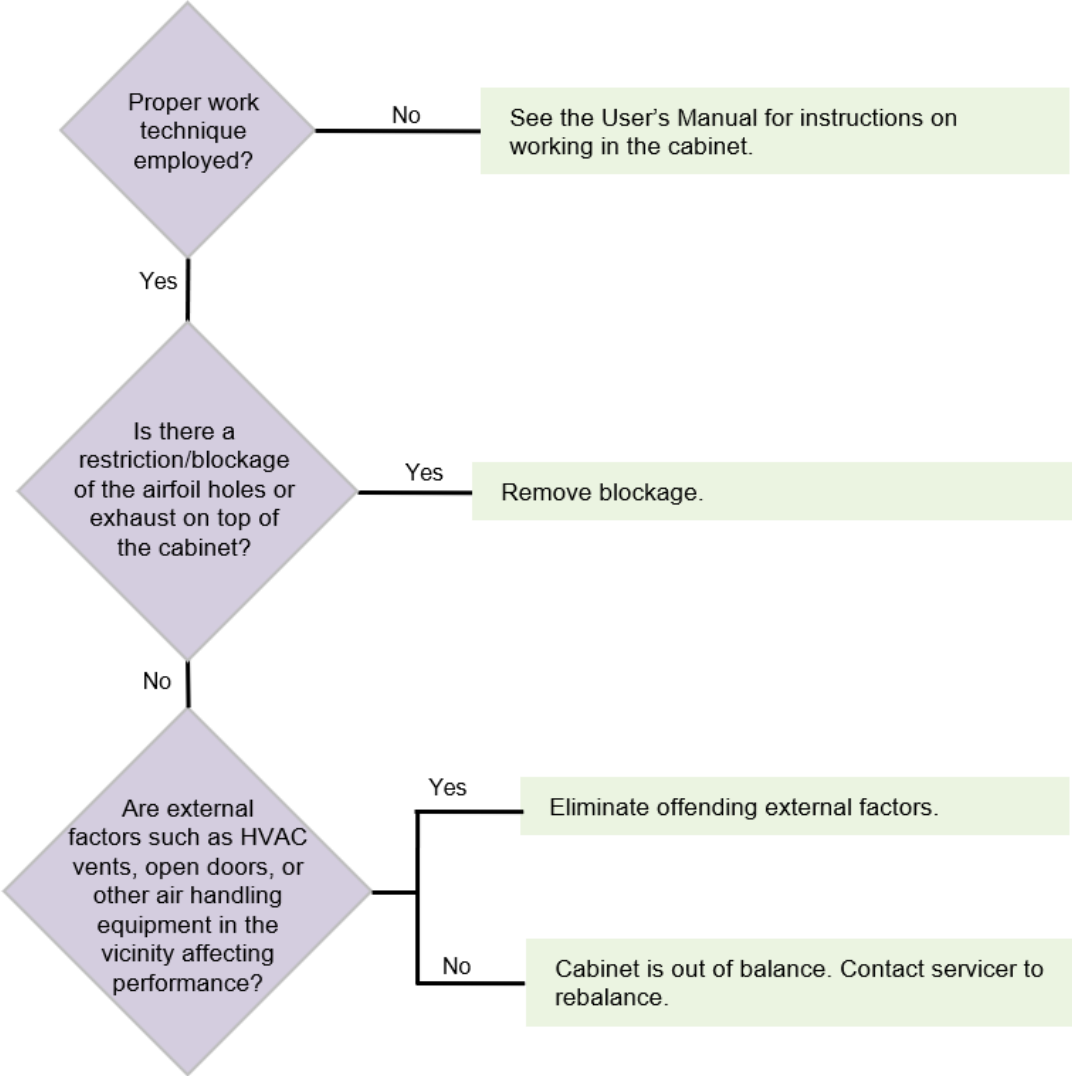 Proper work
technique
employed?
No
See the User's Manual for instructions on
working in the cabinet.
Yes
Is there a
restriction/blockage
of the airfoil holes or
exhaust on top of
the cabinet?
Yes
Remove blockage.
No
Are external
factors such as HVAC
vents, open doors, or
other air handling
equipment in the
vicinity affecting
performance?
Yes
Eliminate offending external factors.
No
Cabinet is out of balance. Contact servicer to
rebalance.